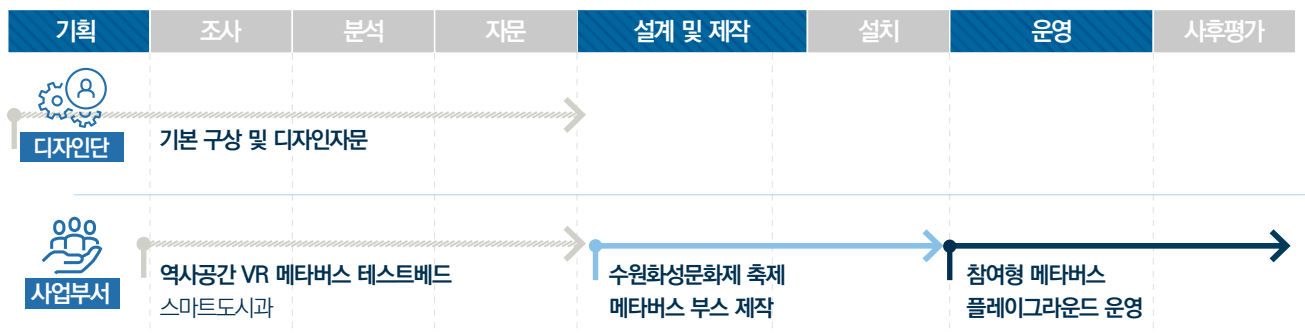 기획 조사 분석 자문 설계 및 제작 설치 운영 사후평가
디자인단
기본 구상 및 디자인자문
사업부서
역사공간 VR 메타버스 테스트베드
스마트도시과
수원화성문화제 축제
메타버스 부스 제작
참여형 메타버스
플레이그라운드 운영